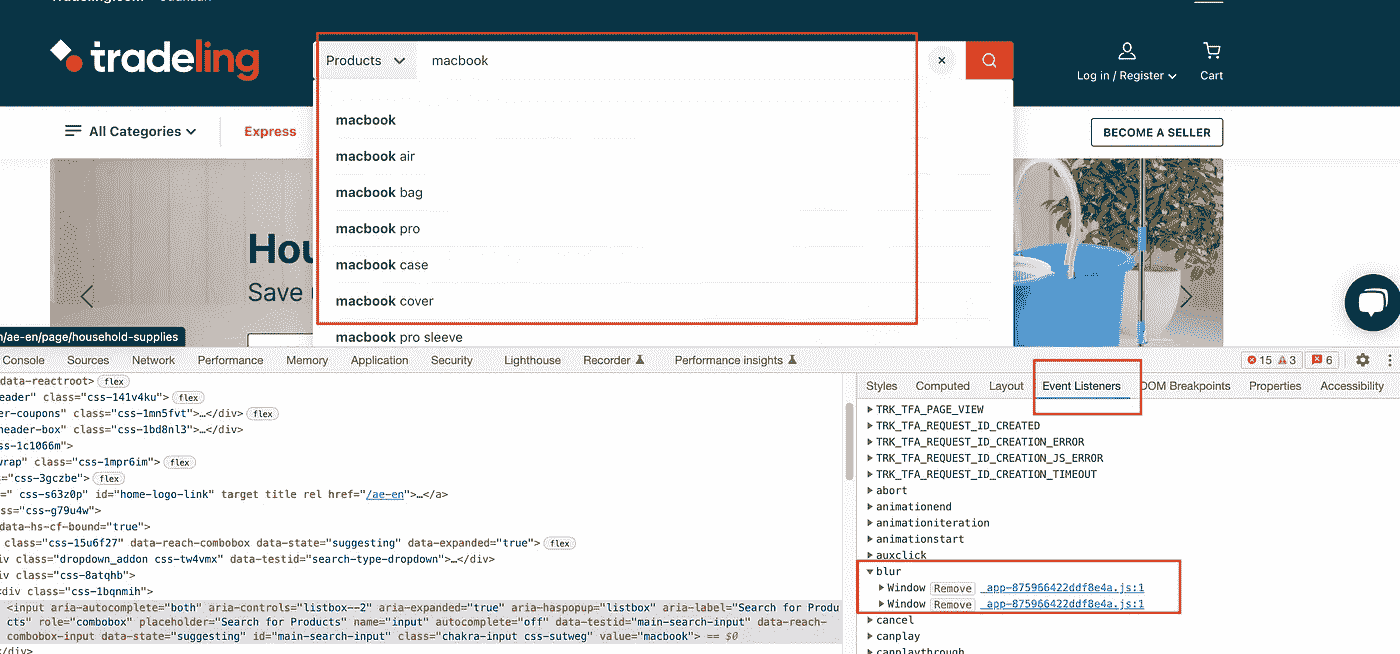 tradeling
Products
macbook
×
Log in / Register
Cart
macbook
macbook air
macbook bag
macbook pro
macbook case
macbook cover
macbook pro sleeve
All Categories
Express
BECOME A SELLER
Hou
Save
/ae-en/page/household-supplies
Console Sources Network Performance Memory Application Security Lighthouse Recorder Performance insights 15 3 6
data-reactroot> flex
eader" class="css-141v4ku"> flex
er-coupons" class="css-1mn5fvt">…</div> flex
header-box" class="css-1bd8nl3">…</div>
ss-1c1066m">
wrap" class="css-1mpr6im"> flex
s="css-3gczbe"> flex
=" css-s63z0p" id="home-logo-link" target title rel href="/ae-en">…</a>
ss="css-g79u4w">
data-hs-cf-bound="true">
class="css-15u6f27" data-reach-combobox data-state="suggesting" data-expanded="true"> flex
iv class="dropdown_addon css-tw4vmx" data-testid="search-type-dropdown">…</div>
iv class="css-8atqhb">
<div class="css-1bqnmih">
<input aria-autocomplete="both" aria-controls="listbox--2" aria-expanded="true" aria-haspopup="listbox" aria-label="Search for Produ
cts" role="combobox" placeholder="Search for Products" name="input" autocomplete="off" data-testid="main-search-input" data-reach-
combobox-input data-state="suggesting" id="main-search-input" class="chakra-input css-sutweg" value="macbook"> == $0
</div>
Styles Computed Layout Event Listeners DOM Breakpoints Properties Accessibility
TRK_TFA_PAGE_VIEW
TRK_TFA_REQUEST_ID_CREATED
TRK_TFA_REQUEST_ID_CREATION_ERROR
TRK_TFA_REQUEST_ID_CREATION_JS_ERROR
TRK_TFA_REQUEST_ID_CREATION_TIMEOUT
abort
animationend
animationiteration
animationstart
auxclick
blur
Window Remove _app-875966422ddf8e4a.js:1
Window Remove _app-875966422ddf8e4a.js:1
cancel
canplay
canplaythrough